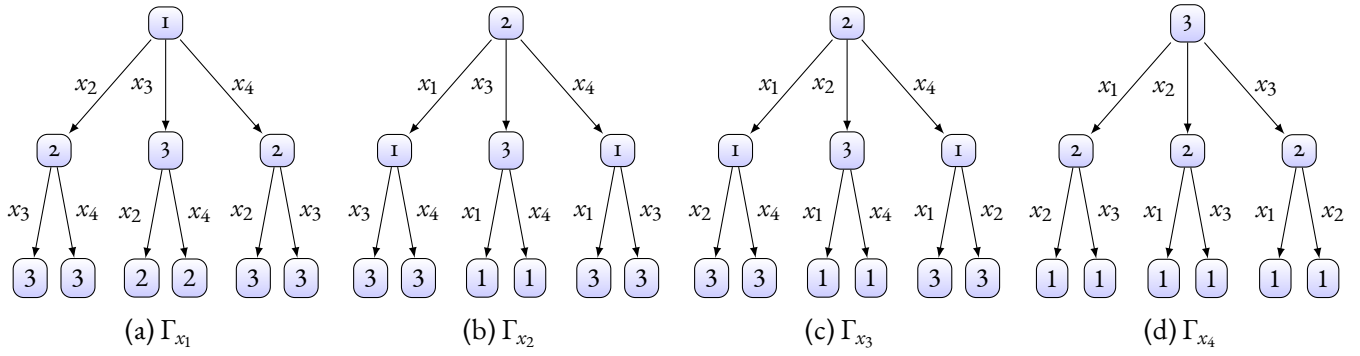 1 2 2 3
x₂ x₃ x₄ x₁ x₃ x₄ x₁ x₂ x₄ x₁ x₂ x₃
2 3 2 1 3 1 1 3 1 2 2 2
x₃ x₄ x₂ x₄ x₂ x₃ x₃ x₄ x₁ x₄ x₁ x₃ x₂ x₄ x₁ x₄ x₁ x₂ x₂ x₃ x₁ x₃ x₁ x₂
3 3 2 2 3 3 3 3 1 1 3 3 3 3 1 1 3 3 1 1 1 1 1 1
(a) Γₓ₁ (b) Γₓ₂ (c) Γₓ₃ (d) Γₓ₄